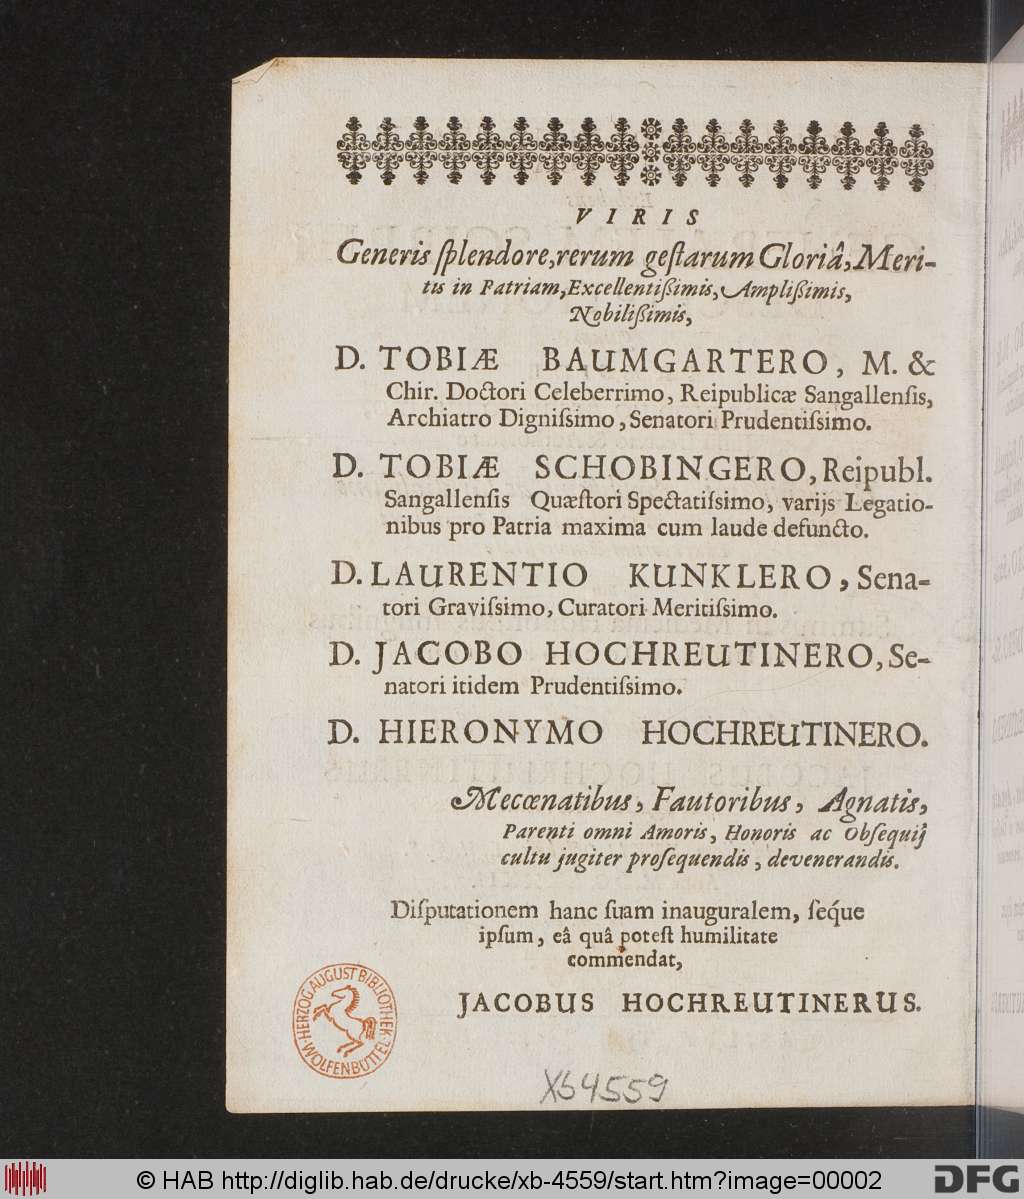 VIRIS
Generis ſplendore, rerum geſtarum Gloriâ, Meri-
tis in Patriam, Excellentißimis, Amplißimis,
Nobilißimis,
D. TOBIÆ BAUMGARTERO, M. &
Chir. Doctori Celeberrimo, Reipublicæ Sangallenſis,
Archiatro Digniſsimo, Senatori Prudentiſsimo.
D. TOBIÆ SCHOBINGERO, Reipubl.
Sangallenſis Quæſtori Spectatiſsimo, varijs Legatio-
nibus pro Patria maxima cum laude defuncto.
D. LAURENTIO KUNKLERO, Sena-
tori Graviſsimo, Curatori Meritiſsimo.
D. JACOBO HOCHREUTINERO, Se-
natori itidem Prudentiſsimo.
D. HIERONYMO HOCHREUTINERO.
Mecœnatibus, Fautoribus, Agnatis,
Parenti omni Amoris, Honoris ac Obſequij
cultu jugiter proſequendis, devenerandis.
Diſputationem hanc ſuam inauguralem, ſeq́ue
ipſum, eâ quâ poteſt humilitate
commendat,
JACOBUS HOCHREUTINERUS.
HERZOG AUGUST BIBLIOTHEK
WOLFENBÜTTEL
Xb4559
© HAB http://diglib.hab.de/drucke/xb-4559/start.htm?image=00002
DFG